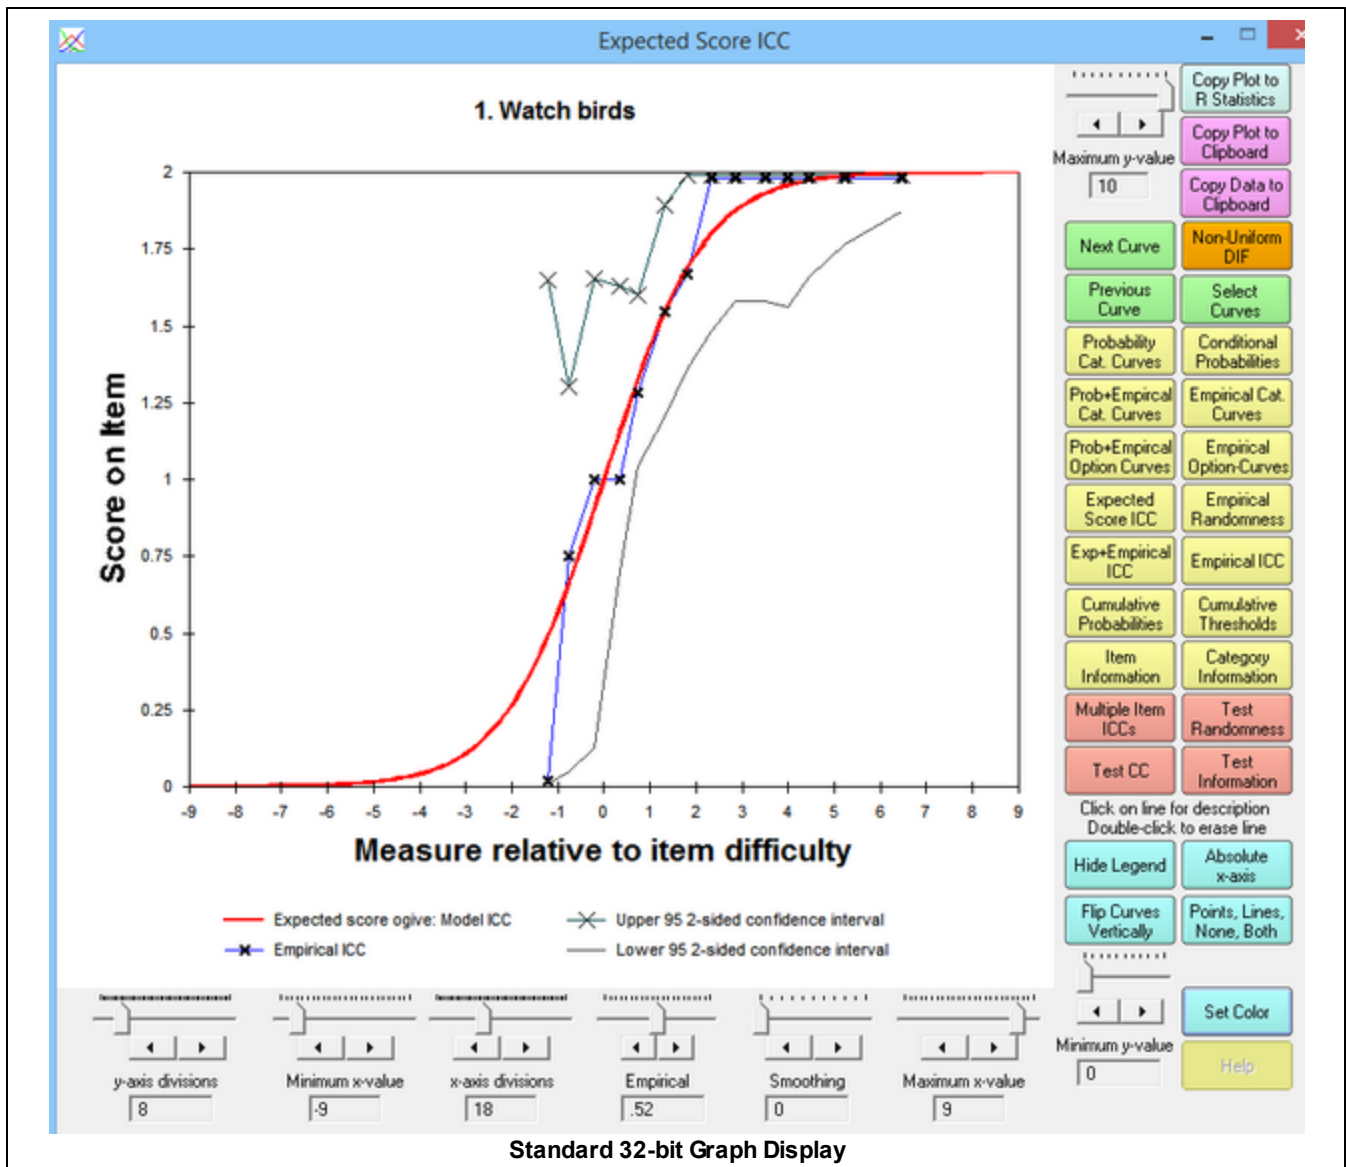 Expected Score ICC
1. Watch birds
2
1.75
1.5
1.25
1
0.75
0.5
0.25
0
Score on Item
-9 -8 -7 -6 -5 -4 -3 -2 -1 0 1 2 3 4 5 6 7 8 9
Measure relative to item difficulty
Expected score ogive: Model ICC
Empirical ICC
Upper 95 2-sided confidence interval
Lower 95 2-sided confidence interval
Maximum y-value
10
Copy Plot to
R Statistics
Copy Plot to
Clipboard
Copy Data to
Clipboard
Next Curve
Non-Uniform
DIF
Previous
Curve
Select
Curves
Probability
Cat. Curves
Conditional
Probabilities
Prob+Empircal
Cat. Curves
Empirical Cat.
Curves
Prob+Empircal
Option Curves
Empirical
Option-Curves
Expected
Score ICC
Empirical
Randomness
Exp+Empirical
ICC
Empirical ICC
Cumulative
Probabilities
Cumulative
Thresholds
Item
Information
Category
Information
Multiple Item
ICCs
Test
Randomness
Test CC
Test
Information
Click on line for description
Double-click to erase line
Hide Legend
Absolute
x-axis
Flip Curves
Vertically
Points, Lines,
None, Both
Set Color
Minimum y-value
0
Help
y-axis divisions
8
Minimum x-value
-9
x-axis divisions
18
Empirical
.52
Smoothing
0
Maximum x-value
9
Standard 32-bit Graph Display